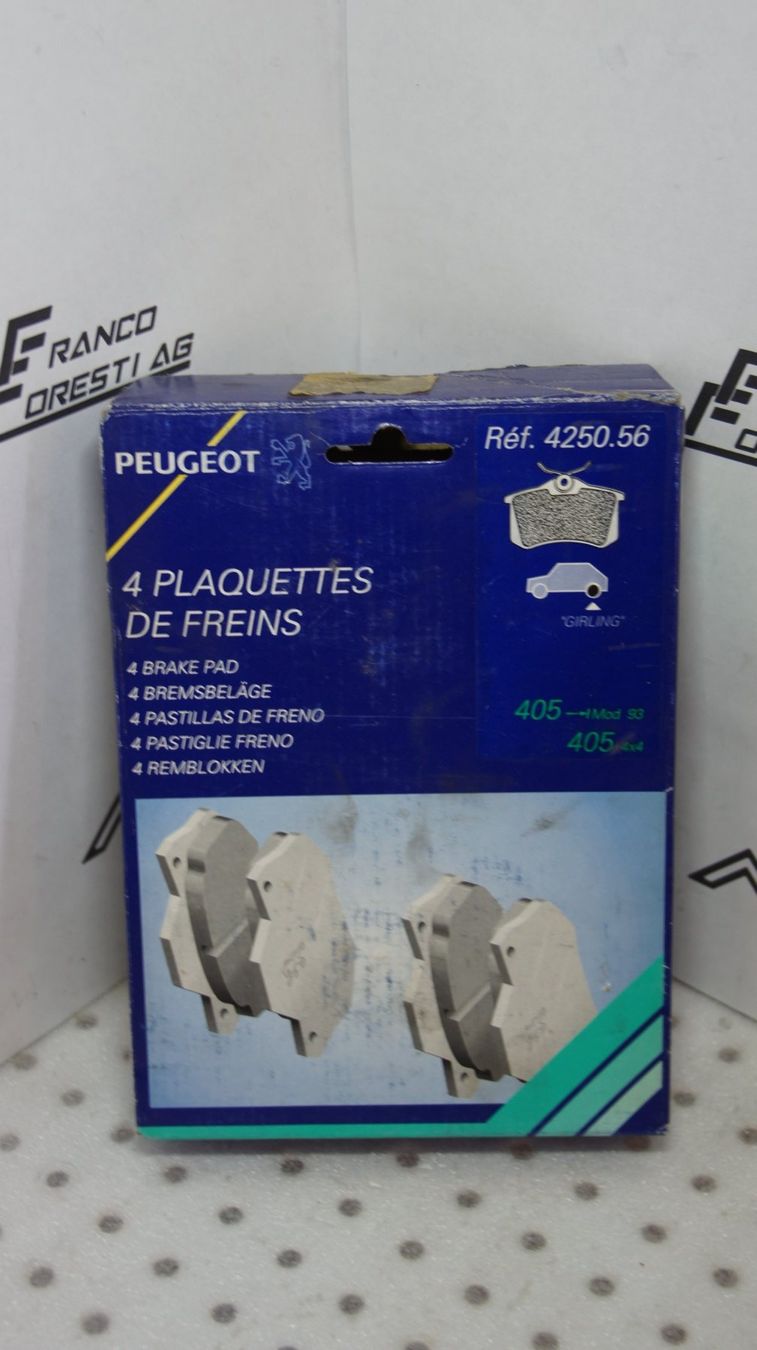 FRANCO
FORESTI AG
PEUGEOT
Réf. 4250.56
"GIRLING"
405 Mod 93
405 4x4
4 PLAQUETTES
DE FREINS
4 BRAKE PAD
4 BREMSBELÄGE
4 PASTILLAS DE FRENO
4 PASTIGLIE FRENO
4 REMBLOKKEN